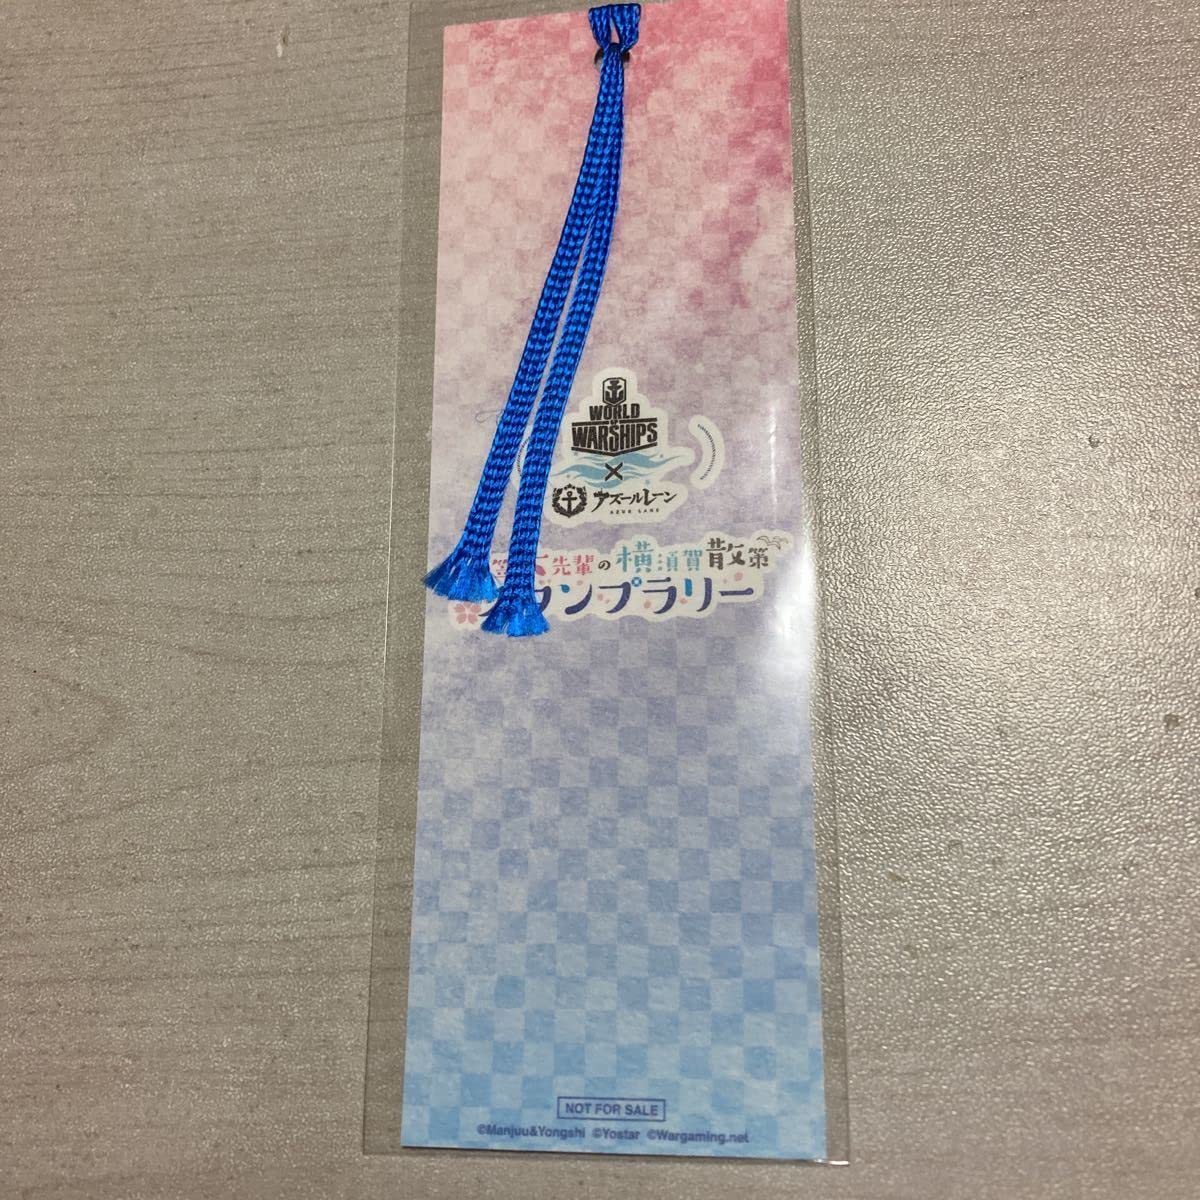 WORLD
OF
WARSHIPS
×
アズールレーン
AZUR LANE
先輩の横須賀散策
ンプラリー
NOT FOR SALE
©Manjuu&Yongshi ©Yostar ©Wargaming.net